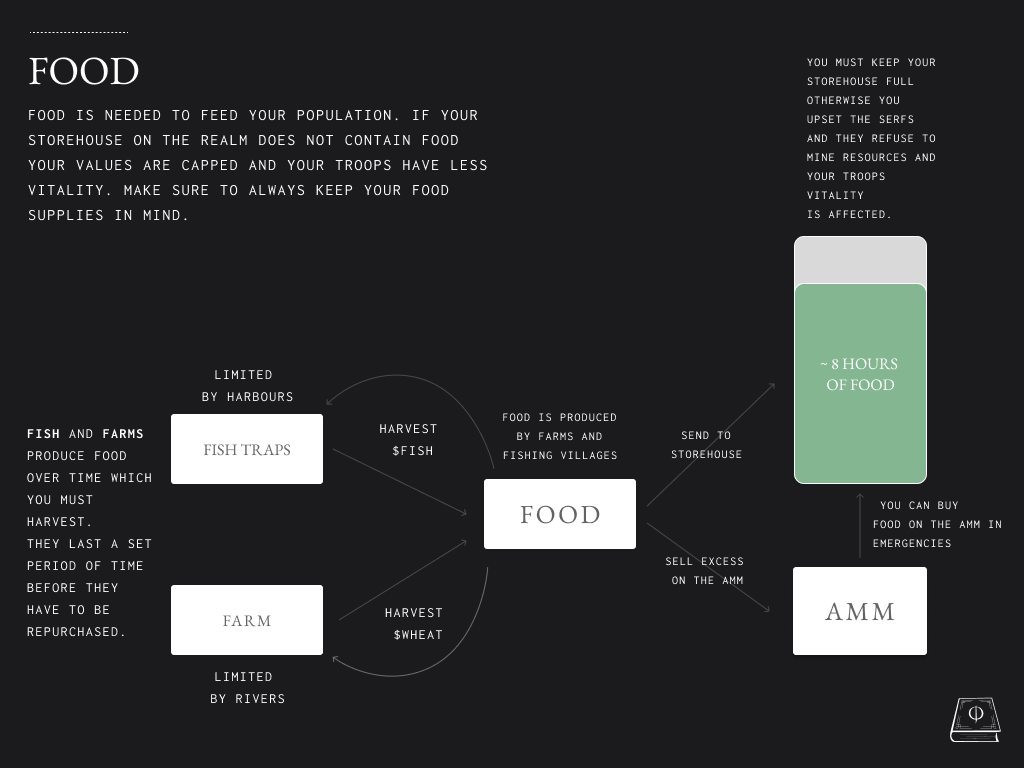 FOOD
FOOD IS NEEDED TO FEED YOUR POPULATION. IF YOUR
STOREHOUSE ON THE REALM DOES NOT CONTAIN FOOD
YOUR VALUES ARE CAPPED AND YOUR TROOPS HAVE LESS
VITALITY. MAKE SURE TO ALWAYS KEEP YOUR FOOD
SUPPLIES IN MIND.
YOU MUST KEEP YOUR
STOREHOUSE FULL
OTHERWISE YOU
UPSET THE SERFS
AND THEY REFUSE TO
MINE RESOURCES AND
YOUR TROOPS
VITALITY
IS AFFECTED.
~ 8 HOURS
OF FOOD
FISH AND FARMS
PRODUCE FOOD
OVER TIME WHICH
YOU MUST
HARVEST.
THEY LAST A SET
PERIOD OF TIME
BEFORE THEY
HAVE TO BE
REPURCHASED.
LIMITED
BY HARBOURS
FISH TRAPS
HARVEST
$FISH
FOOD IS PRODUCED
BY FARMS AND
FISHING VILLAGES
FOOD
SEND TO
STOREHOUSE
SELL EXCESS
ON THE AMM
YOU CAN BUY
FOOD ON THE AMM IN
EMERGENCIES
AMM
FARM
HARVEST
$WHEAT
LIMITED
BY RIVERS